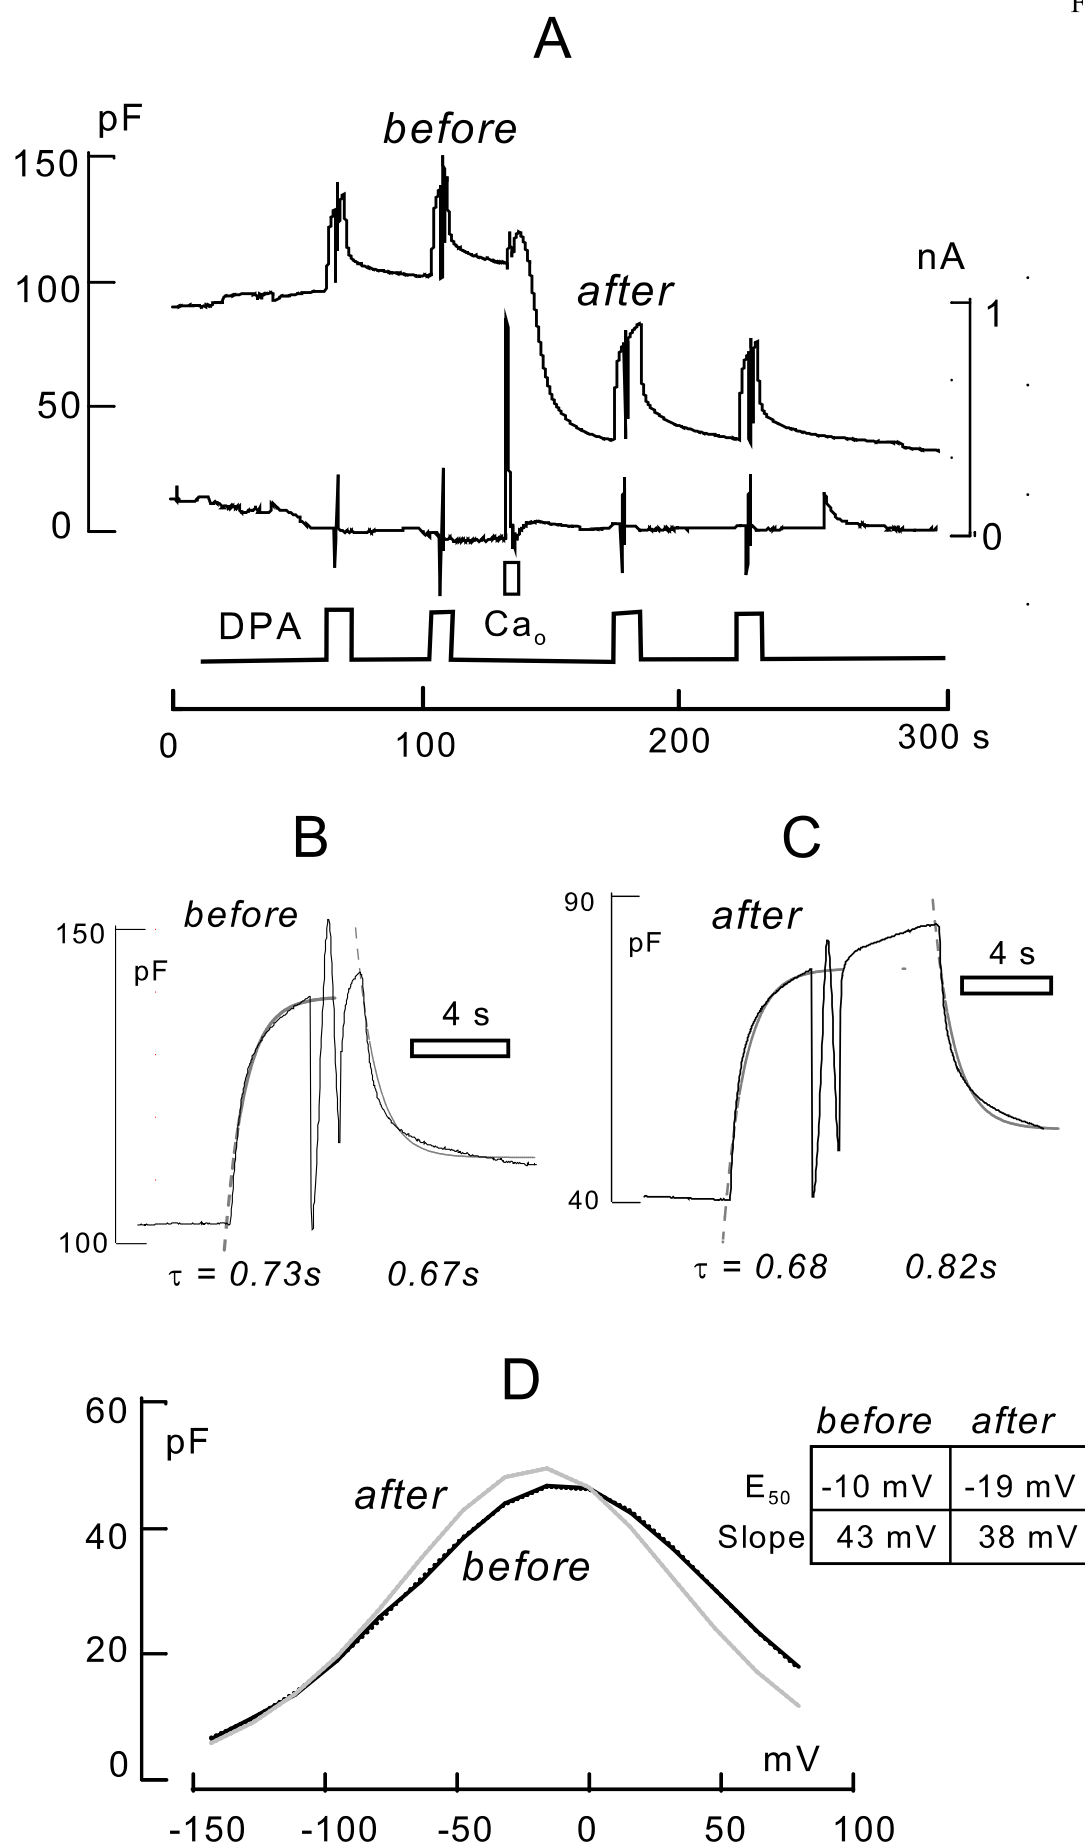 F
A
pF
before
150
nA
after
100
1
50
0
0
DPA
Cao
0
100
200
300 s
B
C
before
90
after
150
pF
pF
4 s
4 s
40
100
τ = 0.73s
0.67s
τ = 0.68
0.82s
D
60
before
after
pF
after
E50
-10 mV
-19 mV
40
Slope
43 mV
38 mV
before
20
0
mV
-150
-100
-50
0
50
100